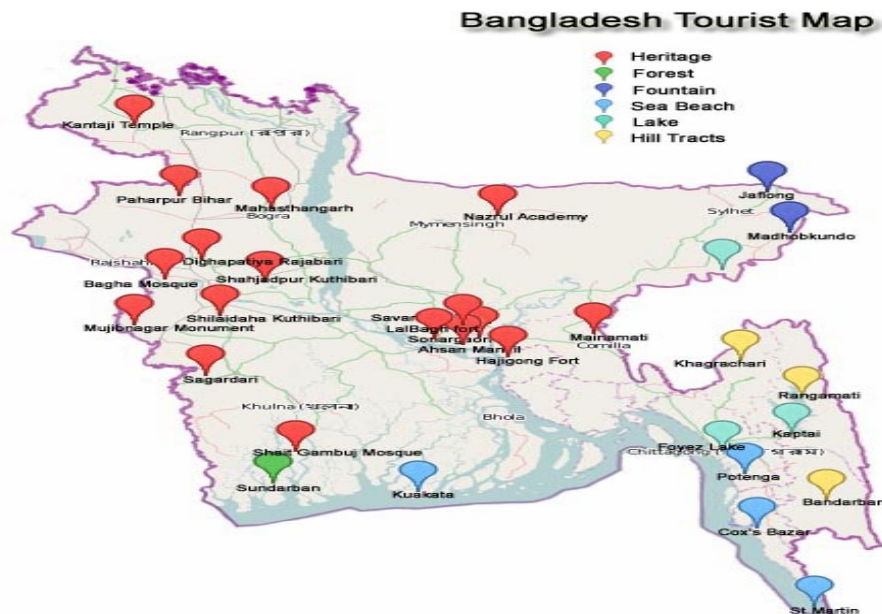 Bangladesh Tourist Map
Heritage
Forest
Fountain
Sea Beach
Lake
Hill Tracts
Kantaji Temple
Rangpur
Paharpur Bihar
Mahasthangarh
Bogra
Nazrul Academy
Mymensingh
Jaflong
Sylhet
Madhobkundo
Rajshahi
Dighapatiya Rajabari
Bagha Mosque
Shahjadpur Kuthibari
Mujibnagar Monument
Shilaidaha Kuthibari
Savar
LalBagh fort
Sonargaon
Ahsan Manjil
Hajigong Fort
Mainamati
Comilla
Khagrachari
Sagardari
Rangamati
Khulna (খুলনা)
Bhola
Kaptai
Shait Gambuj Mosque
Foyez Lake
Chittagong
Sundarban
Kuakata
Potenga
Bandarban
Cox's Bazar
St Martin